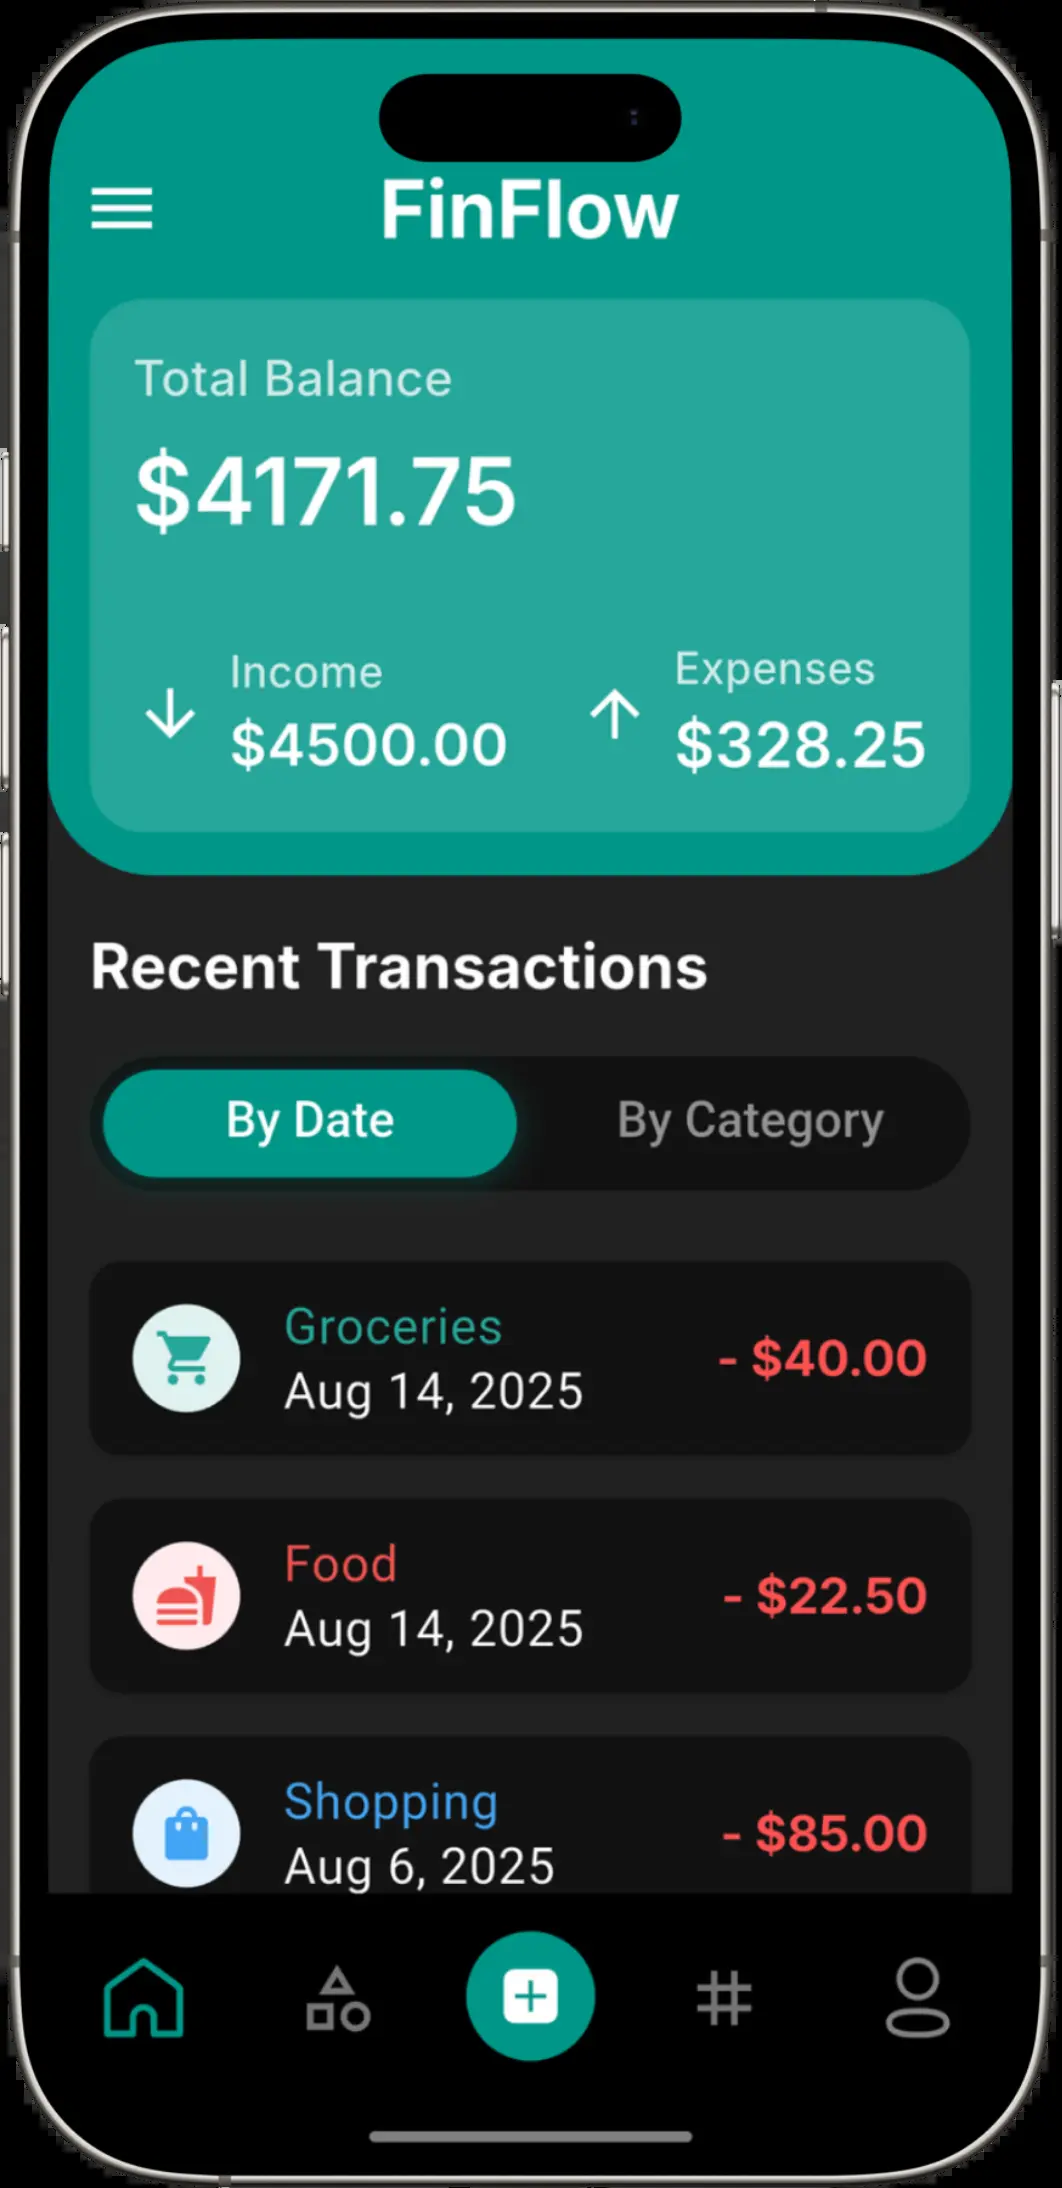 FinFlow
Total Balance
$4171.75
Income
$4500.00
Expenses
$328.25
Recent Transactions
By Date
By Category
Groceries
Aug 14, 2025
- $40.00
Food
Aug 14, 2025
- $22.50
Shopping
Aug 6, 2025
- $85.00